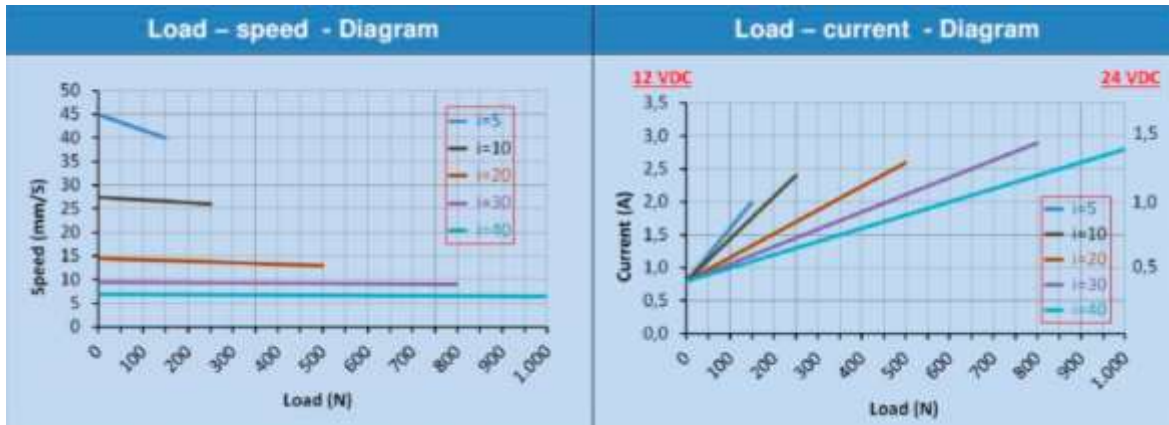 Load – speed - Diagram
50
45
40
35
30
25
20
15
10
5
0
Speed (mm/S)
i=5
i=10
i=20
i=30
i=40
0
100
200
300
400
500
600
700
800
900
1.000
Load (N)
Load – current - Diagram
12 VDC
24 VDC
3,5
3,0
2,5
2,0
1,5
1,0
0,5
0,0
Current (A)
1,5
1,0
0,5
i=5
i=10
i=20
i=30
i=40
0
100
200
300
400
500
600
700
800
900
1.000
Load (N)